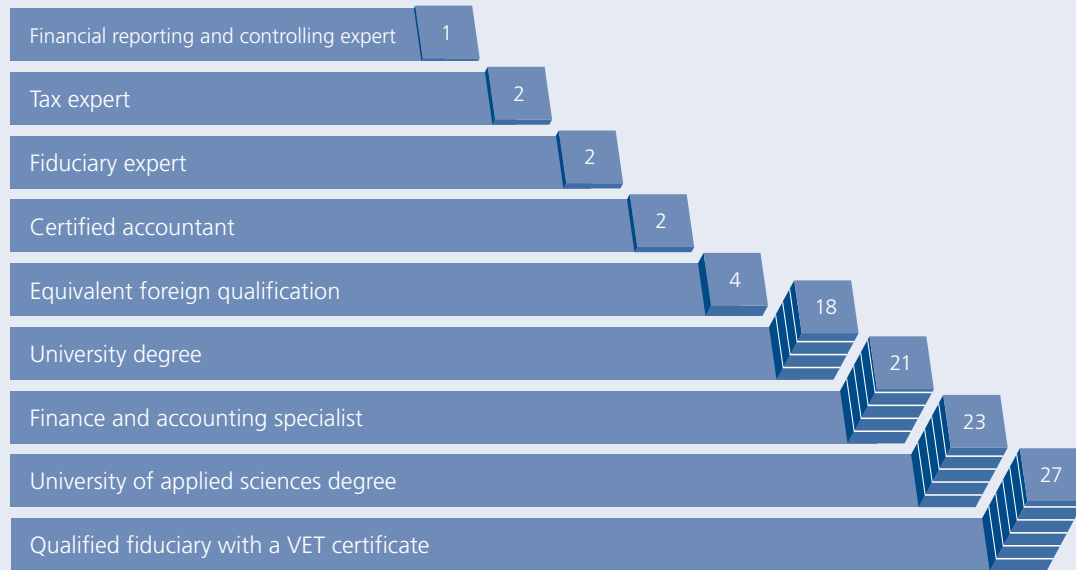 Financial reporting and controlling expert 1
Tax expert 2
Fiduciary expert 2
Certified accountant 2
Equivalent foreign qualification 4
University degree 18
Finance and accounting specialist 21
University of applied sciences degree 23
Qualified fiduciary with a VET certificate 27